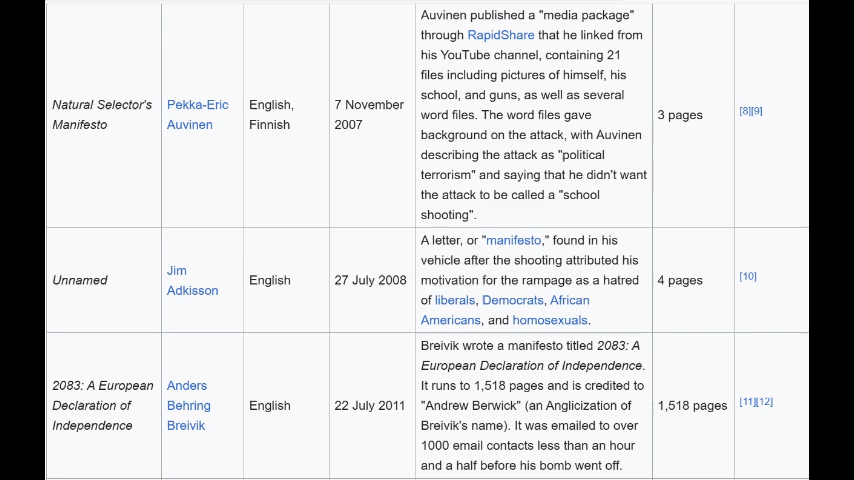 Natural Selector's Manifesto
Pekka-Eric Auvinen
English, Finnish
7 November 2007
Auvinen published a "media package"
through RapidShare that he linked from
his YouTube channel, containing 21
files including pictures of himself, his
school, and guns, as well as several
word files. The word files gave
background on the attack, with Auvinen
describing the attack as "political
terrorism" and saying that he didn't want
the attack to be called a "school
shooting".
3 pages
[8][9]
Unnamed
Jim Adkisson
English
27 July 2008
A letter, or "manifesto," found in his
vehicle after the shooting attributed his
motivation for the rampage as a hatred
of liberals, Democrats, African
Americans, and homosexuals.
4 pages
[10]
2083: A European Declaration of Independence
Anders Behring Breivik
English
22 July 2011
Breivik wrote a manifesto titled 2083: A
European Declaration of Independence.
It runs to 1,518 pages and is credited to
"Andrew Berwick" (an Anglicization of
Breivik's name). It was emailed to over
1000 email contacts less than an hour
and a half before his bomb went off.
1,518 pages
[11][12]